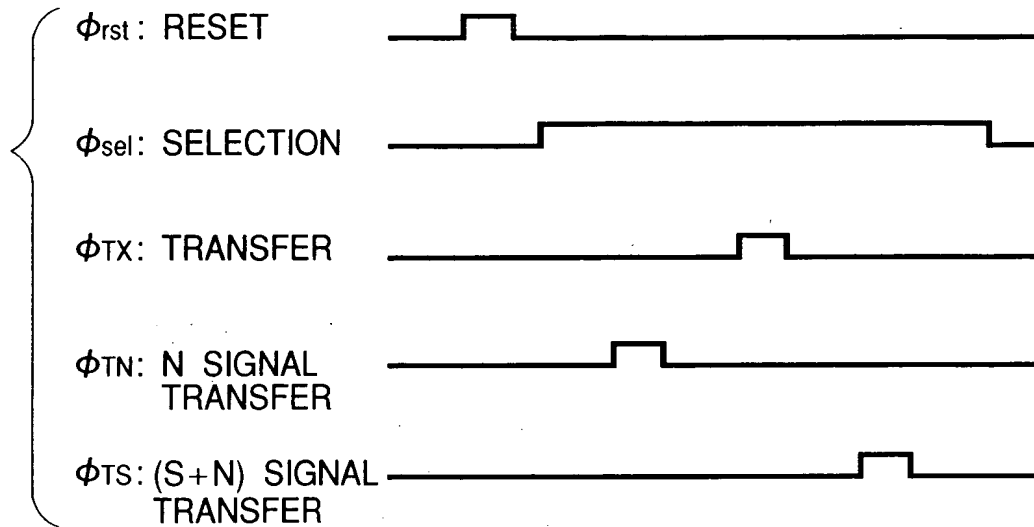 ϕrst: RESET
ϕsel: SELECTION
ϕTX: TRANSFER
ϕTN: N SIGNAL
TRANSFER
ϕTS: (S+N) SIGNAL
TRANSFER